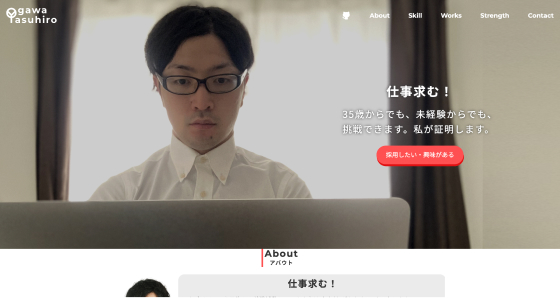 Ogawa
Yasuhiro
About
Skill
Works
Strength
Contact
仕事求む！
35歳からでも、未経験からでも、
挑戦できます。私が証明します。
採用したい・興味がある
About
アバウト
仕事求む！